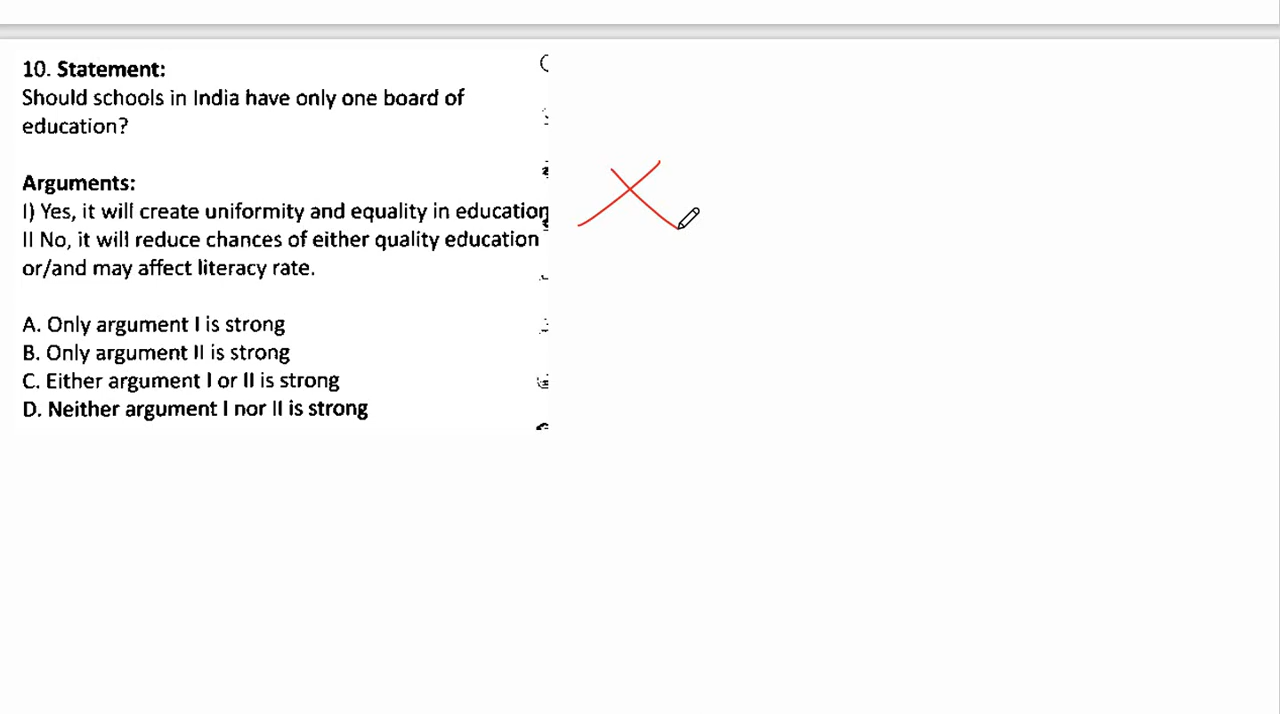 10. Statement:
Should schools in India have only one board of
education?
Arguments:
I) Yes, it will create uniformity and equality in education
II No, it will reduce chances of either quality education
or/and may affect literacy rate.
A. Only argument I is strong
B. Only argument II is strong
C. Either argument I or II is strong
D. Neither argument I nor II is strong